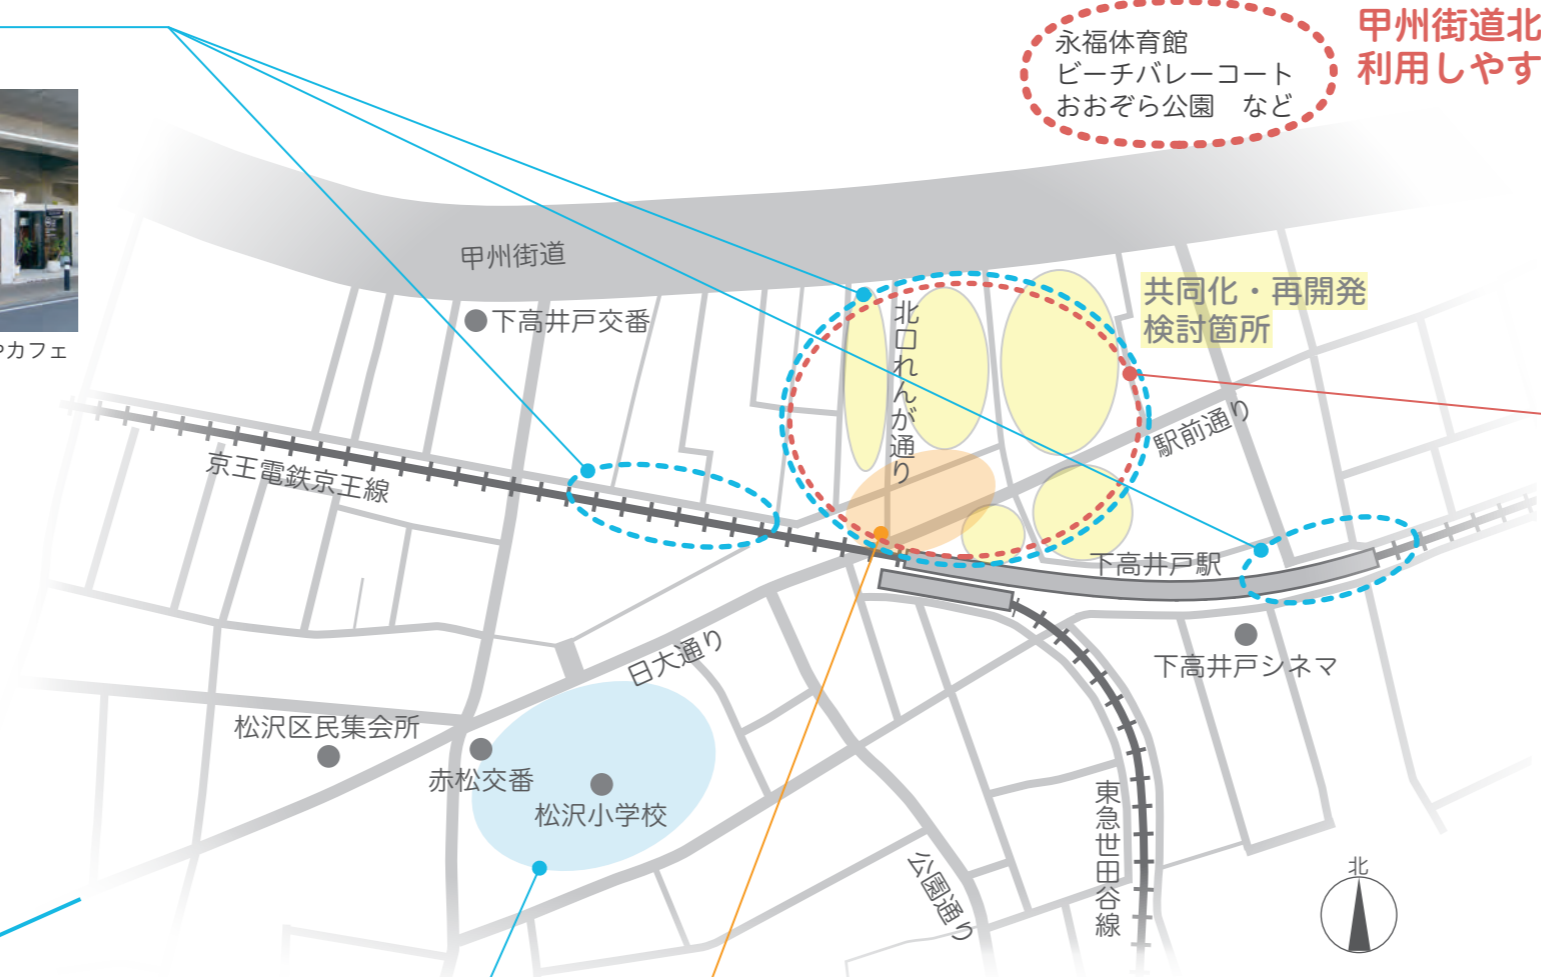 甲州街道北
利用しやす
永福体育館
ビーチバレーコート
おおぞら公園　など
カフェ
甲州街道
●下高井戸交番
共同化・再開発
検討箇所
北口れんが通り
駅前通り
京王電鉄京王線
下高井戸駅
下高井戸シネマ
日大通り
松沢区民集会所
赤松交番
松沢小学校
東急世田谷線
公園通り
北